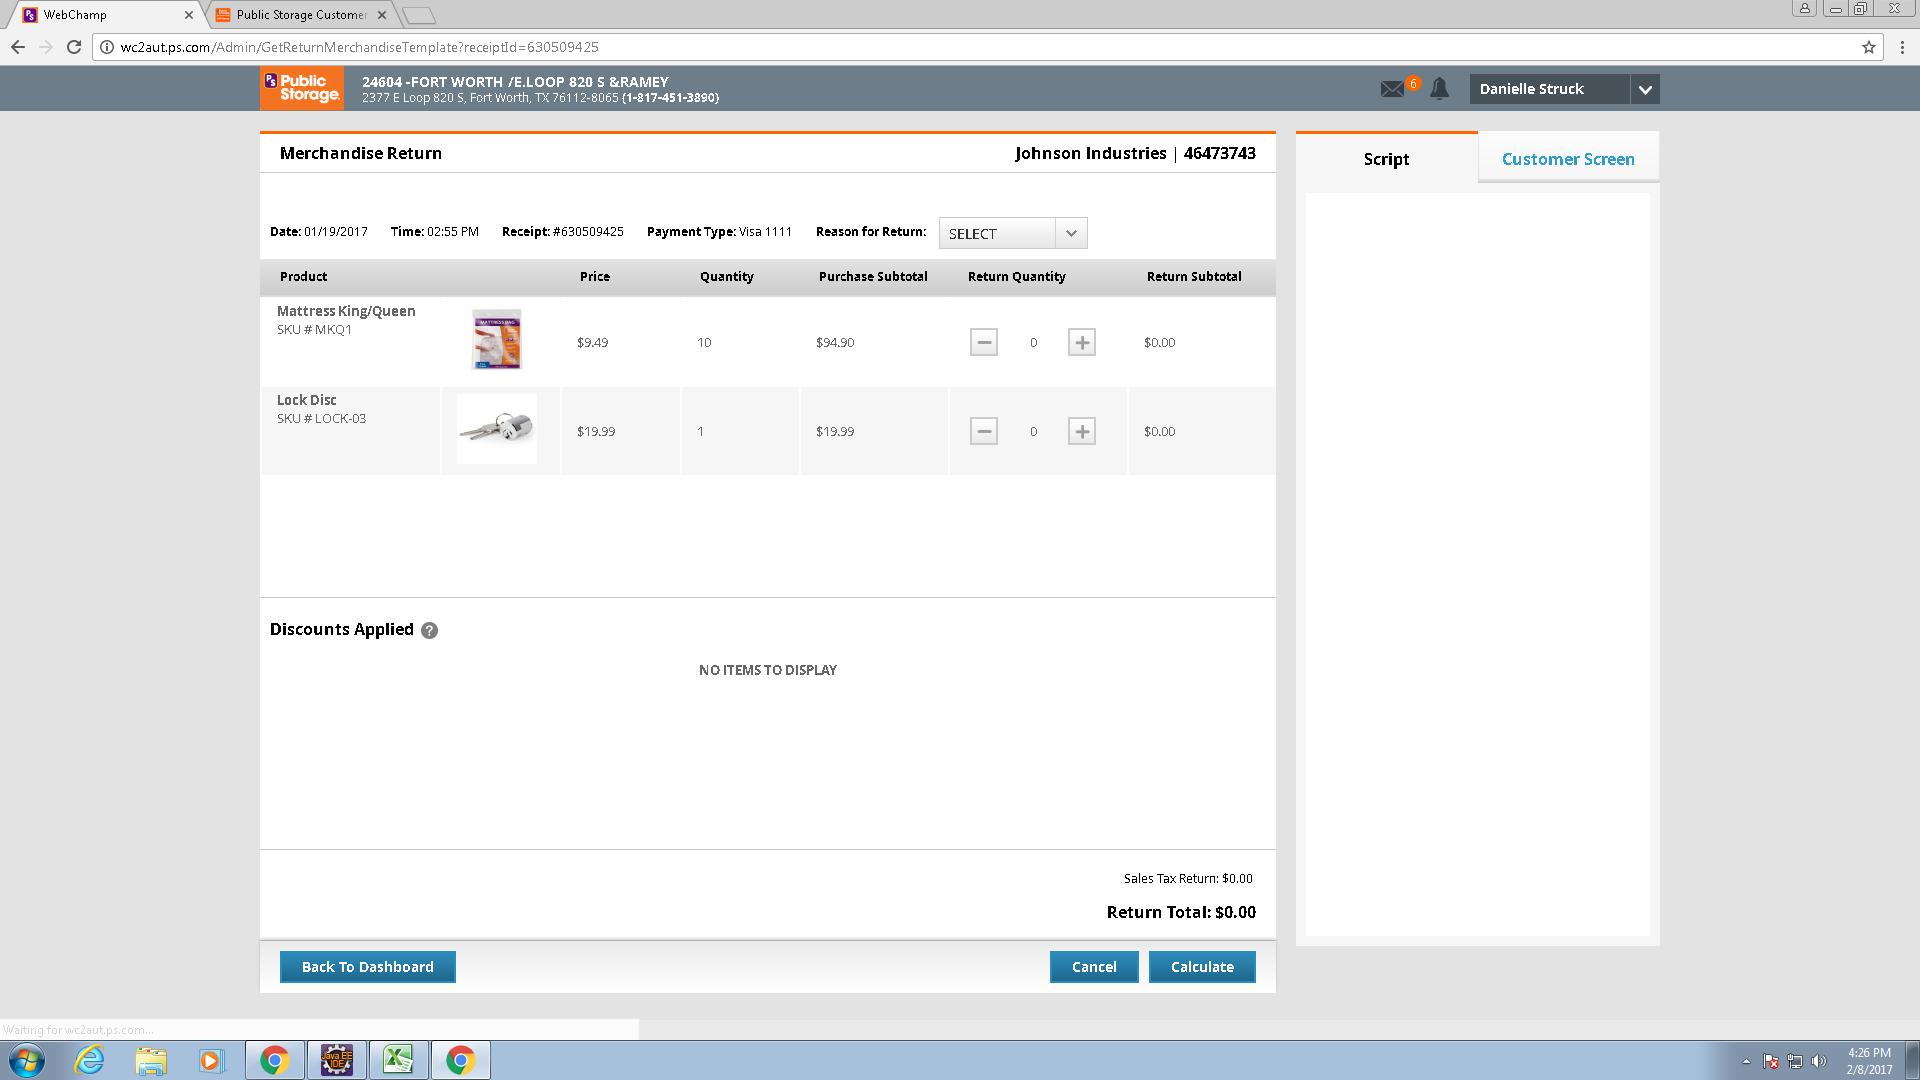 WebChamp
Public Storage Customer
wc2aut.ps.com/Admin/GetReturnMerchandiseTemplate?receiptId=630509425
PS Public Storage.
24604 -FORT WORTH /E.LOOP 820 S &RAMEY
2377 E Loop 820 S, Fort Worth, TX 76112-8065 (1-817-451-3890)
6
Danielle Struck
Merchandise Return
Johnson Industries | 46473743
Script
Customer Screen
Date: 01/19/2017 Time: 02:55 PM Receipt: #630509425 Payment Type: Visa 1111 Reason for Return: SELECT
Product Price Quantity Purchase Subtotal Return Quantity Return Subtotal
Mattress King/Queen
SKU # MKQ1
MATTRESS BAG
$9.49 10 $94.90 0 $0.00
Lock Disc
SKU # LOCK-03
$19.99 1 $19.99 0 $0.00
Discounts Applied ?
NO ITEMS TO DISPLAY
Sales Tax Return: $0.00
Return Total: $0.00
Back To Dashboard
Cancel
Calculate
Waiting for wc2aut.ps.com...
Java EE
IDE
4:26 PM
2/8/2017